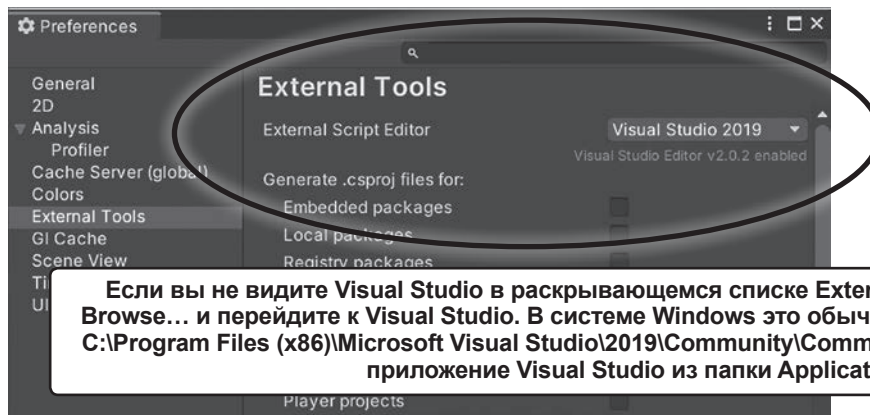 Preferences
General
2D
Analysis
Profiler
Cache Server (global)
Colors
External Tools
GI Cache
Scene View
External Tools
External Script Editor
Visual Studio 2019
Visual Studio Editor v2.0.2 enabled
Generate .csproj files for:
Embedded packages
Local packages
Registry packages
Если вы не видите Visual Studio в раскрывающемся списке
Browse... и перейдите к Visual Studio. В системе Windows это
C:\Program Files (x86)\Microsoft Visual Studio\2019\Community\
приложение Visual Studio из папки
Player projects